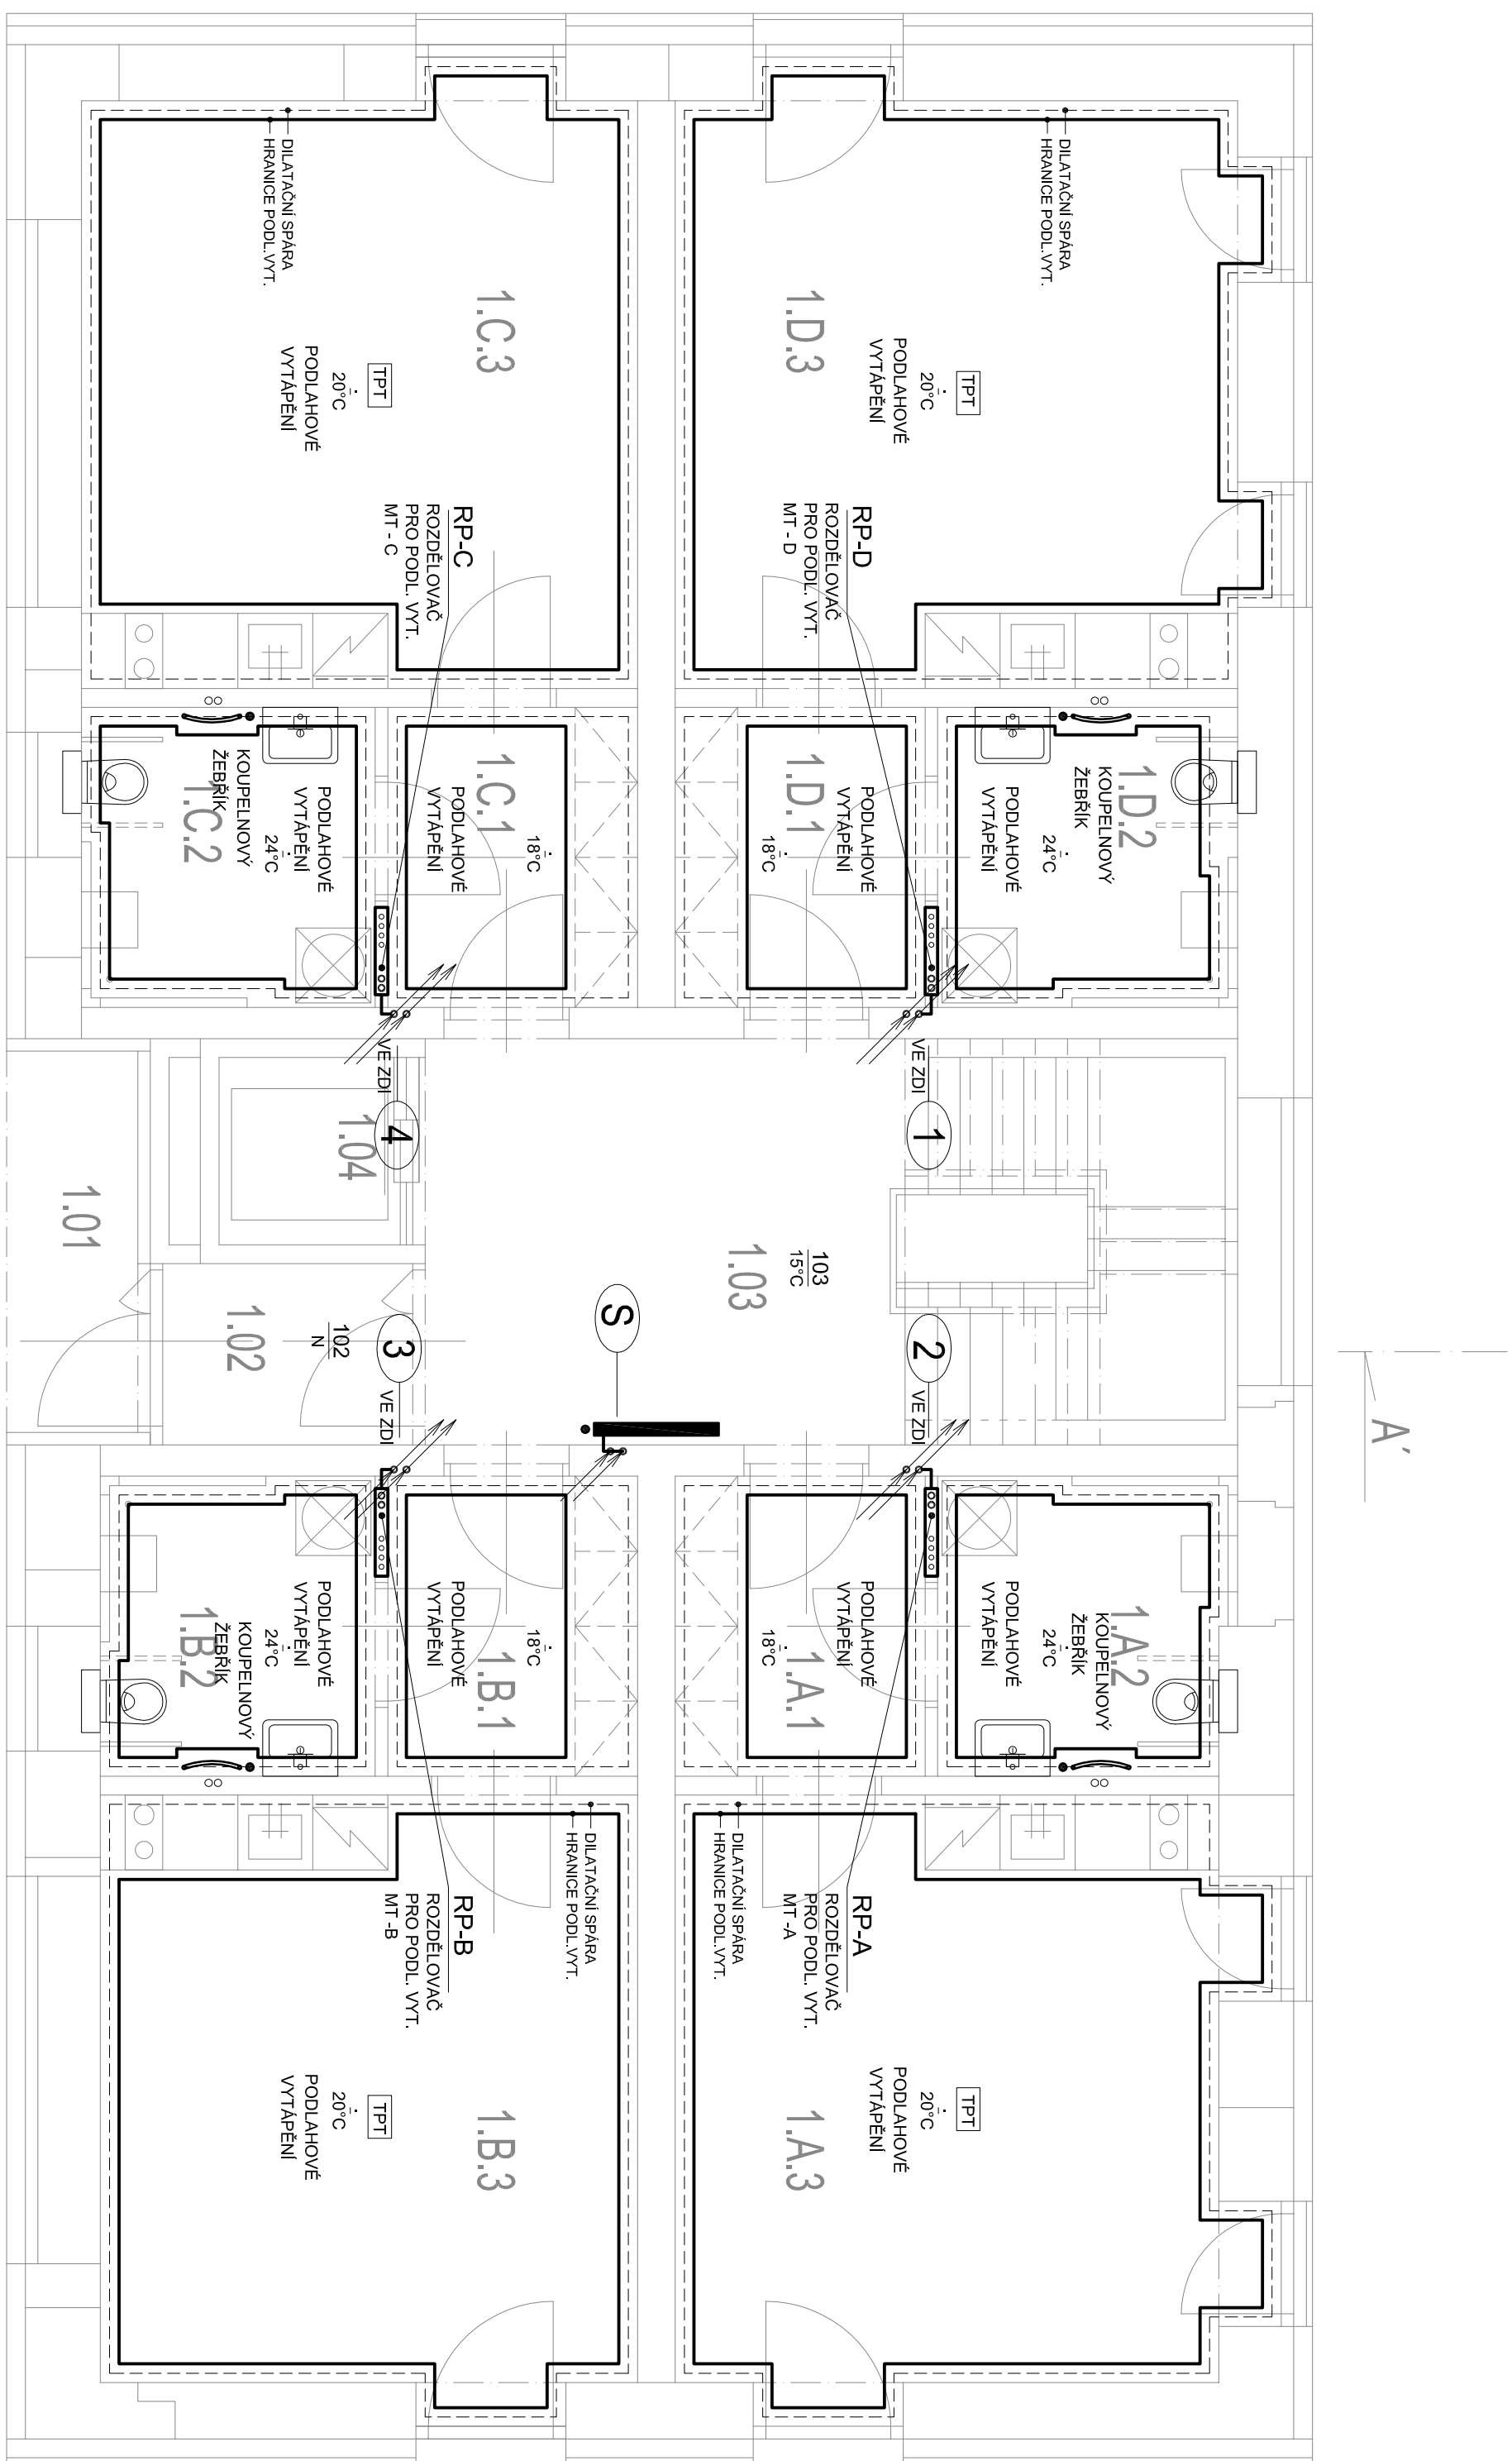 A´
DILATAČNÍ SPÁRA
HRANICE PODL.VYT.
1.D.3
TPT
20°C
PODLAHOVÉ
VYTÁPĚNÍ
RP-D
ROZDĚLOVAČ
PRO PODL. VYT.
MT - D
1.D.2
KOUPELNOVÝ
ŽEBŘÍK
24°C
PODLAHOVÉ
VYTÁPĚNÍ
1.D.1
PODLAHOVÉ
VYTÁPĚNÍ
18°C
VE ZDI
1
2
VE ZDI
1.A.2
KOUPELNOVÝ
ŽEBŘÍK
24°C
PODLAHOVÉ
VYTÁPĚNÍ
1.A.1
PODLAHOVÉ
VYTÁPĚNÍ
18°C
RP-A
ROZDĚLOVAČ
PRO PODL. VYT.
MT -A
DILATAČNÍ SPÁRA
HRANICE PODL.VYT.
TPT
20°C
PODLAHOVÉ
VYTÁPĚNÍ
1.A.3
103
15°C
1.03
S
DILATAČNÍ SPÁRA
HRANICE PODL.VYT.
1.C.3
TPT
20°C
PODLAHOVÉ
VYTÁPĚNÍ
RP-C
ROZDĚLOVAČ
PRO PODL. VYT.
MT - C
1.C.1
18°C
PODLAHOVÉ
VYTÁPĚNÍ
PODLAHOVÉ
VYTÁPĚNÍ
24°C
KOUPELNOVÝ
ŽEBŘÍK
1.C.2
VE ZDI
4
1.04
1.01
1.02
102
N
3
VE ZDI
18°C
1.B.1
PODLAHOVÉ
VYTÁPĚNÍ
PODLAHOVÉ
VYTÁPĚNÍ
24°C
KOUPELNOVÝ
ŽEBŘÍK
1.B.2
DILATAČNÍ SPÁRA
HRANICE PODL.VYT.
RP-B
ROZDĚLOVAČ
PRO PODL. VYT.
MT -B
1.B.3
TPT
20°C
PODLAHOVÉ
VYTÁPĚNÍ